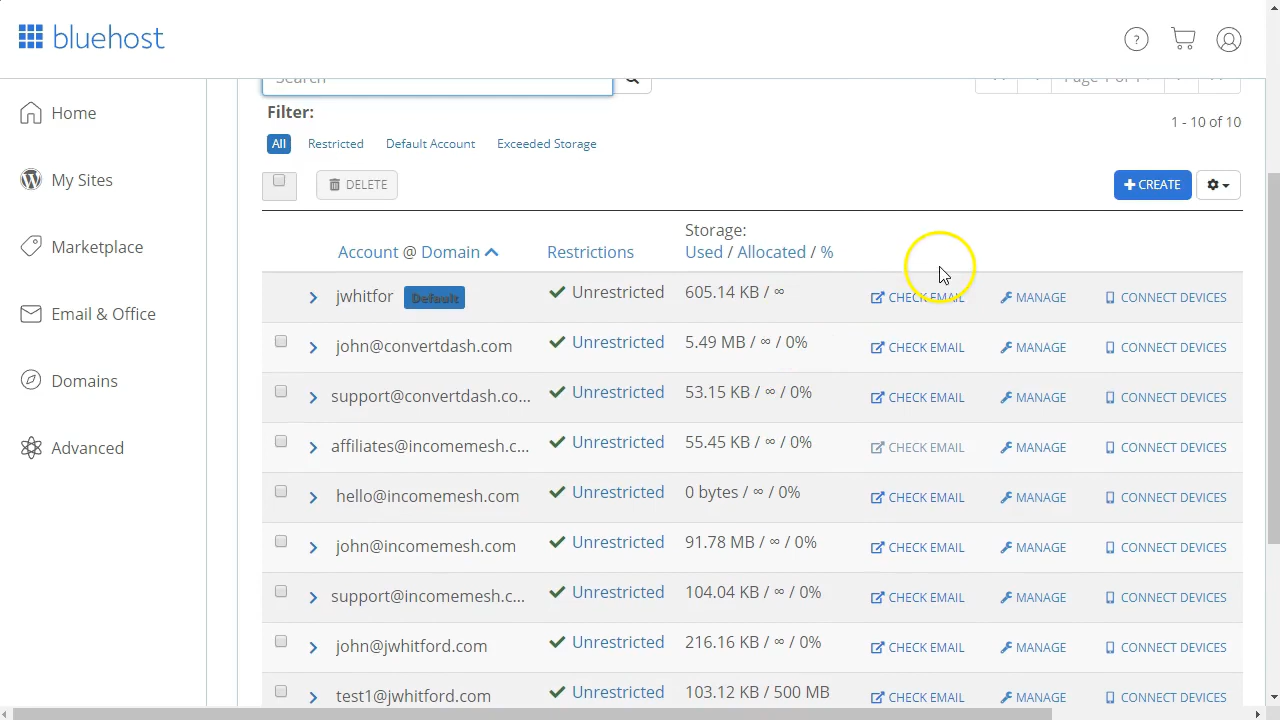 bluehost
?
Search
Page 1 of 1
Filter:
1 - 10 of 10
All Restricted Default Account Exceeded Storage
DELETE
CREATE
Home
My Sites
Marketplace
Email & Office
Domains
Advanced
Storage:
Account @ Domain Restrictions Used / Allocated / %
jwhitfor Default Unrestricted 605.14 KB / ∞ CHECK EMAIL MANAGE CONNECT DEVICES
john@convertdash.com Unrestricted 5.49 MB / ∞ / 0% CHECK EMAIL MANAGE CONNECT DEVICES
support@convertdash.co... Unrestricted 53.15 KB / ∞ / 0% CHECK EMAIL MANAGE CONNECT DEVICES
affiliates@incomemesh.c... Unrestricted 55.45 KB / ∞ / 0% CHECK EMAIL MANAGE CONNECT DEVICES
hello@incomemesh.com Unrestricted 0 bytes / ∞ / 0% CHECK EMAIL MANAGE CONNECT DEVICES
john@incomemesh.com Unrestricted 91.78 MB / ∞ / 0% CHECK EMAIL MANAGE CONNECT DEVICES
support@incomemesh.c... Unrestricted 104.04 KB / ∞ / 0% CHECK EMAIL MANAGE CONNECT DEVICES
john@jwhitford.com Unrestricted 216.16 KB / ∞ / 0% CHECK EMAIL MANAGE CONNECT DEVICES
test1@jwhitford.com Unrestricted 103.12 KB / 500 MB CHECK EMAIL MANAGE CONNECT DEVICES